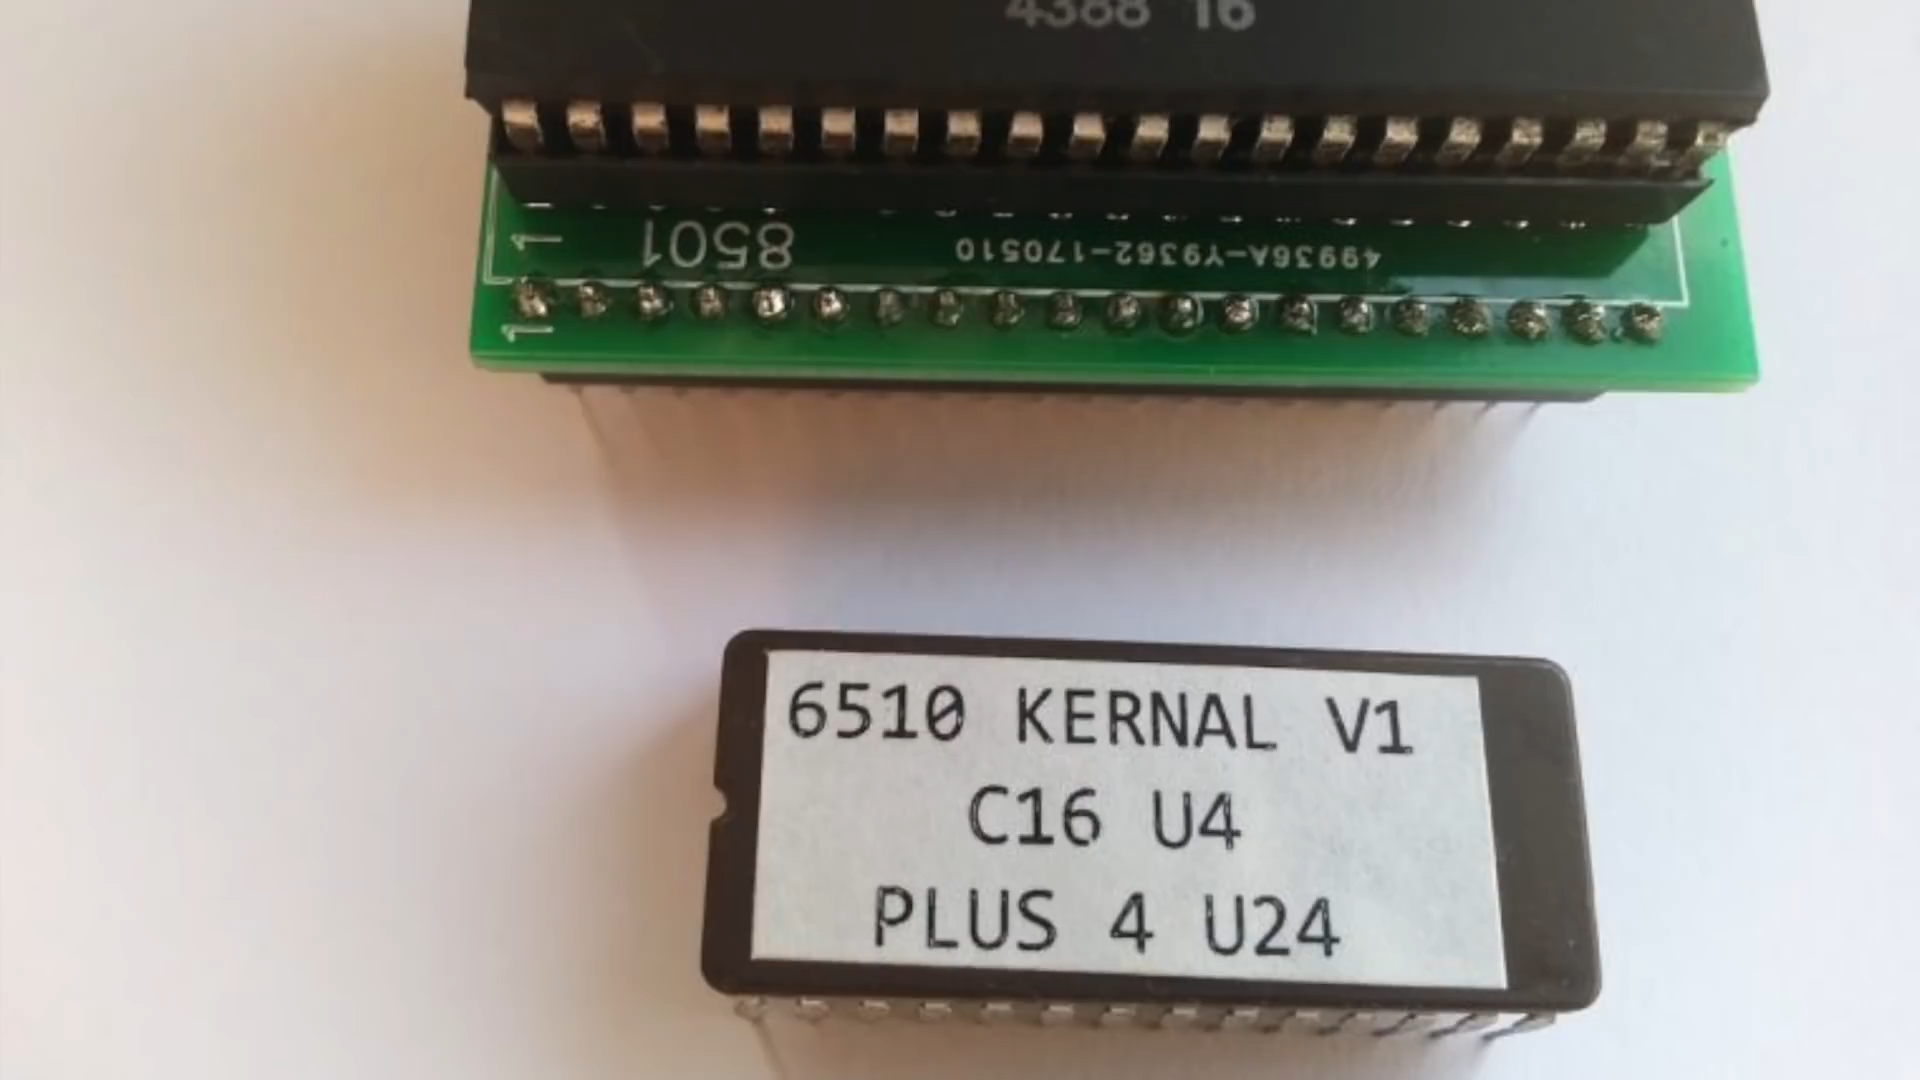 4388 16
1
8501
49936A-Y9362-170510
1
6510 KERNAL V1
C16 U4
PLUS 4 U24